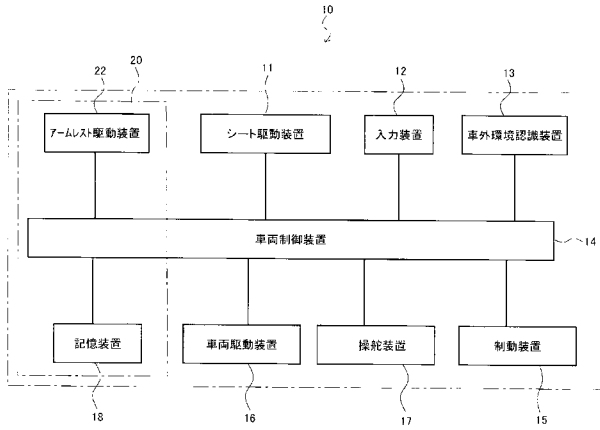 10
22
20
11
12
13
アームレスト駆動装置
シート駆動装置
入力装置
車外環境認識装置
車両制御装置
14
記憶装置
車両駆動装置
操舵装置
制動装置
18
16
17
15